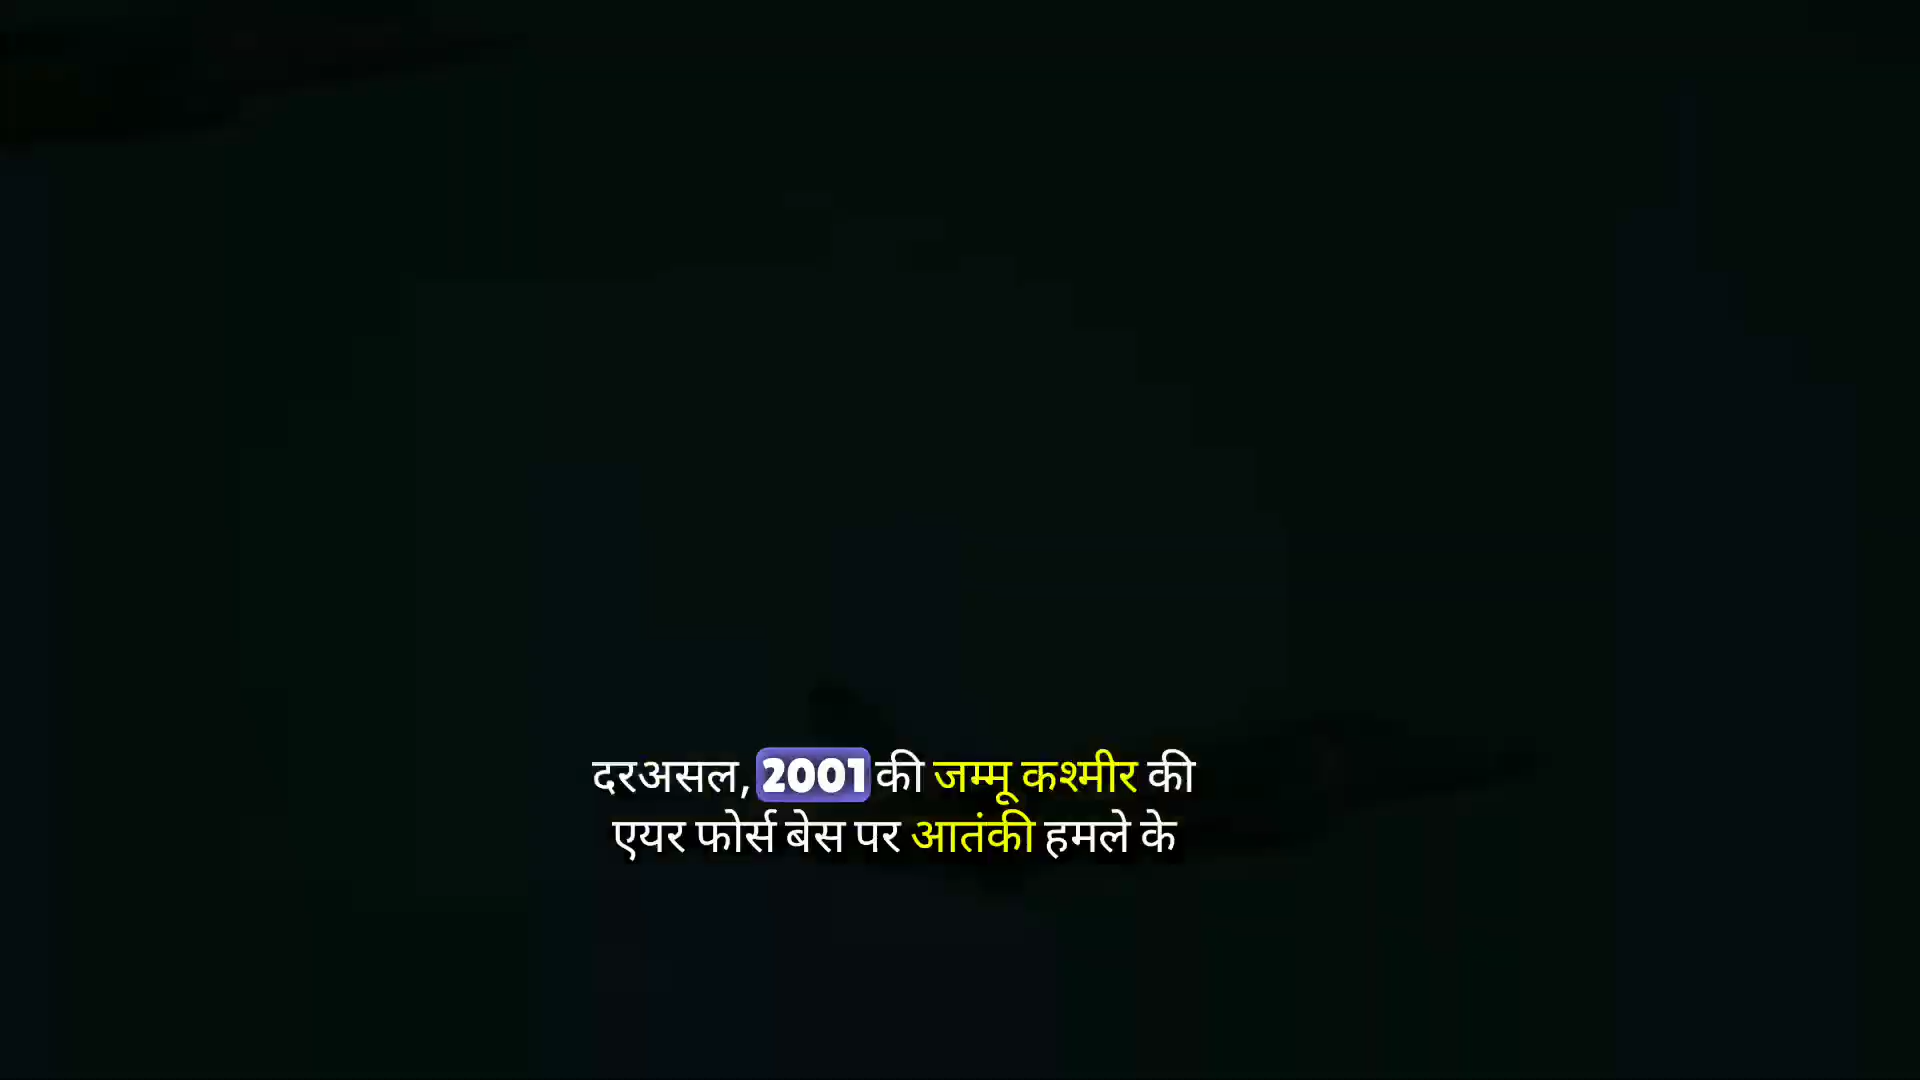 दरअसल, 2001 की जम्मू कश्मीर की
एयर फोर्स बेस पर आतंकी हमले के